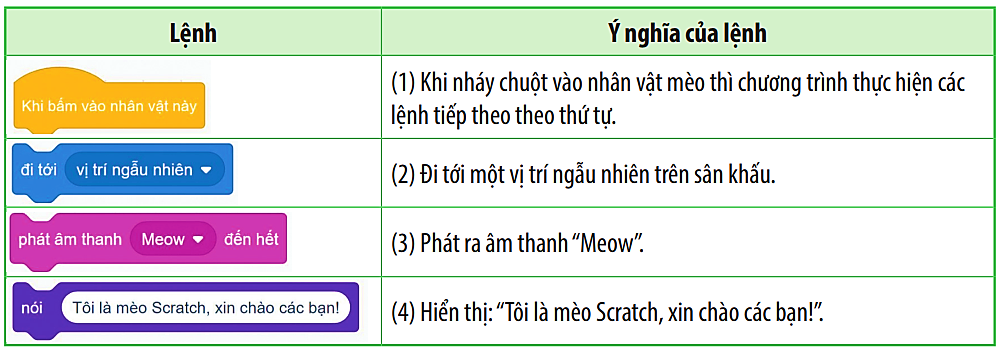 Lệnh
Ý nghĩa của lệnh
Khi bấm vào nhân vật này
(1) Khi nháy chuột vào nhân vật mèo thì chương trình thực hiện các
lệnh tiếp theo theo thứ tự.
đi tới vị trí ngẫu nhiên
(2) Đi tới một vị trí ngẫu nhiên trên sân khấu.
phát âm thanh Meow đến hết
(3) Phát ra âm thanh “Meow”.
nói Tôi là mèo Scratch, xin chào các bạn!
(4) Hiển thị: “Tôi là mèo Scratch, xin chào các bạn!”.